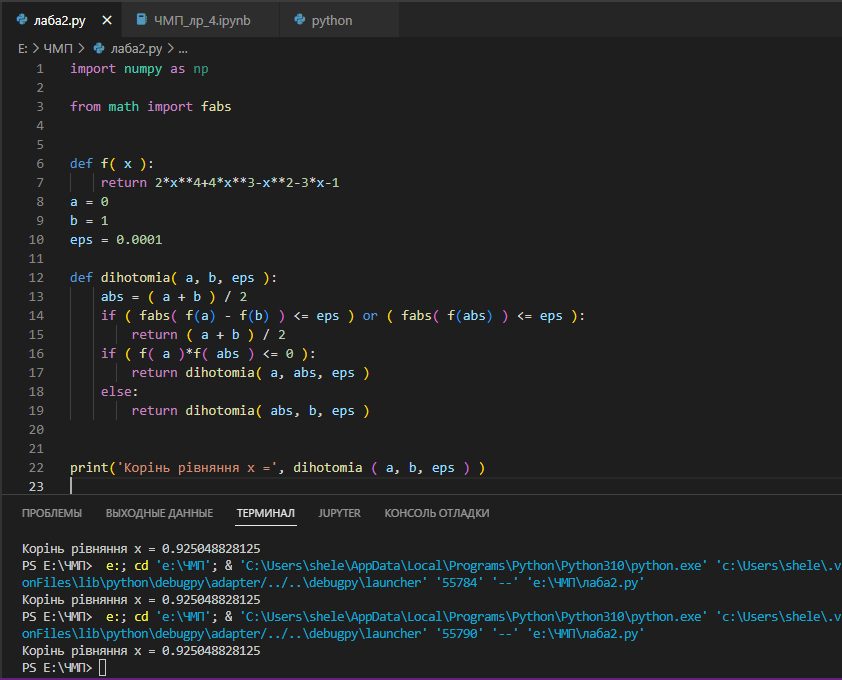 лаба2.py × ЧМП_лр_4.ipynb python
E: > ЧМП > лаба2.py > ...
1 import numpy as np
2
3 from math import fabs
4
5
6 def f( x ):
7     return 2*x**4+4*x**3-x**2-3*x-1
8 a = 0
9 b = 1
10 eps = 0.0001
11
12 def dihotomia( a, b, eps ):
13     abs = ( a + b ) / 2
14     if ( fabs( f(a) - f(b) ) <= eps ) or ( fabs( f(abs) ) <= eps ):
15         return ( a + b ) / 2
16     if ( f( a )*f( abs ) <= 0 ):
17         return dihotomia( a, abs, eps )
18     else:
19         return dihotomia( abs, b, eps )
20
21
22 print('Корінь рівняння x =', dihotomia ( a, b, eps ) )
23
ПРОБЛЕМЫ ВЫХОДНЫЕ ДАННЫЕ ТЕРМИНАЛ JUPYTER КОНСОЛЬ ОТЛАДКИ
Корінь рівняння x = 0.925048828125
PS E:\ЧМП> e:; cd 'e:\ЧМП'; & 'C:\Users\shele\AppData\Local\Programs\Python\Python310\python.exe' 'c:\Users\shele\.v
onFiles\lib\python\debugpy\adapter/../..\debugpy\launcher' '55784' '--' 'e:\ЧМП\лаба2.py'
Корінь рівняння x = 0.925048828125
PS E:\ЧМП> e:; cd 'e:\ЧМП'; & 'C:\Users\shele\AppData\Local\Programs\Python\Python310\python.exe' 'c:\Users\shele\.v
onFiles\lib\python\debugpy\adapter/../..\debugpy\launcher' '55790' '--' 'e:\ЧМП\лаба2.py'
Корінь рівняння x = 0.925048828125
PS E:\ЧМП>